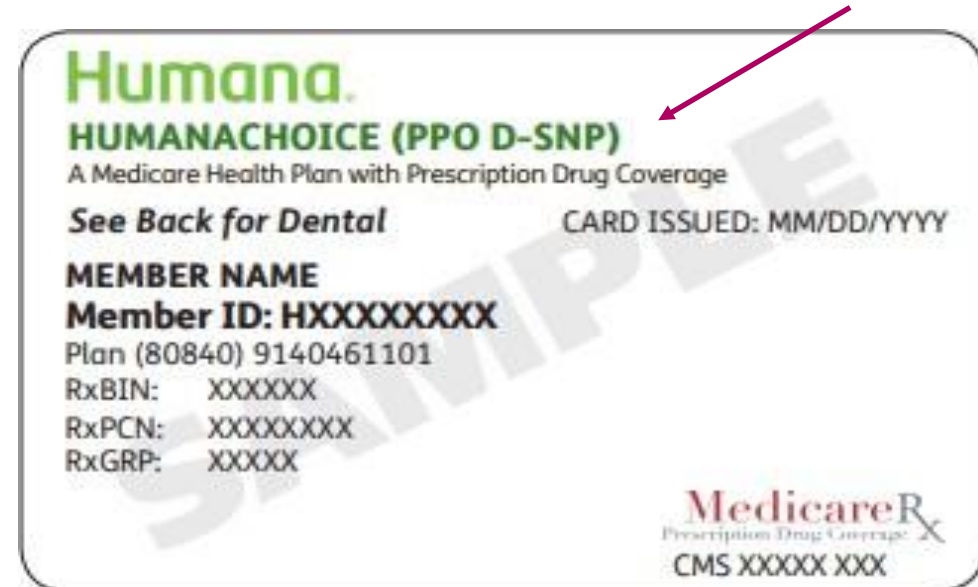 Humana.
HUMANACHOICE (PPO D-SNP)
A Medicare Health Plan with Prescription Drug Coverage
See Back for Dental CARD ISSUED: MM/DD/YYYY
MEMBER NAME
Member ID: HXXXXXXXX
Plan (80840) 9140461101
RxBIN: XXXXXX
RxPCN: XXXXXXXX
RxGRP: XXXXX
MedicareRx
Prescription Drug Coverage
CMS XXXXX XXX
SAMPLE